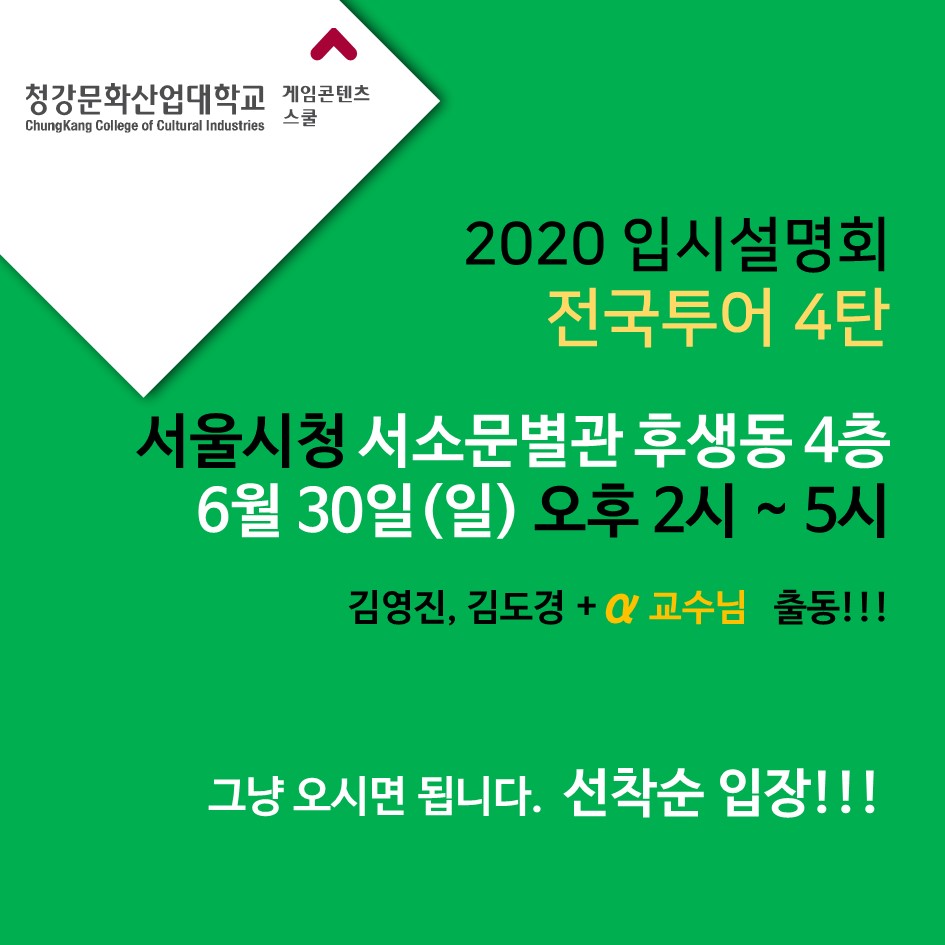 청강문화산업대학교
ChungKang College of Cultural Industries
게임콘텐츠
스쿨
2020 입시설명회
전국투어 4탄
서울시청 서소문별관 후생동 4층
6월 30일(일) 오후 2시 ~ 5시
김영진, 김도경 + α 교수님 출동!!!
그냥 오시면 됩니다. 선착순 입장!!!